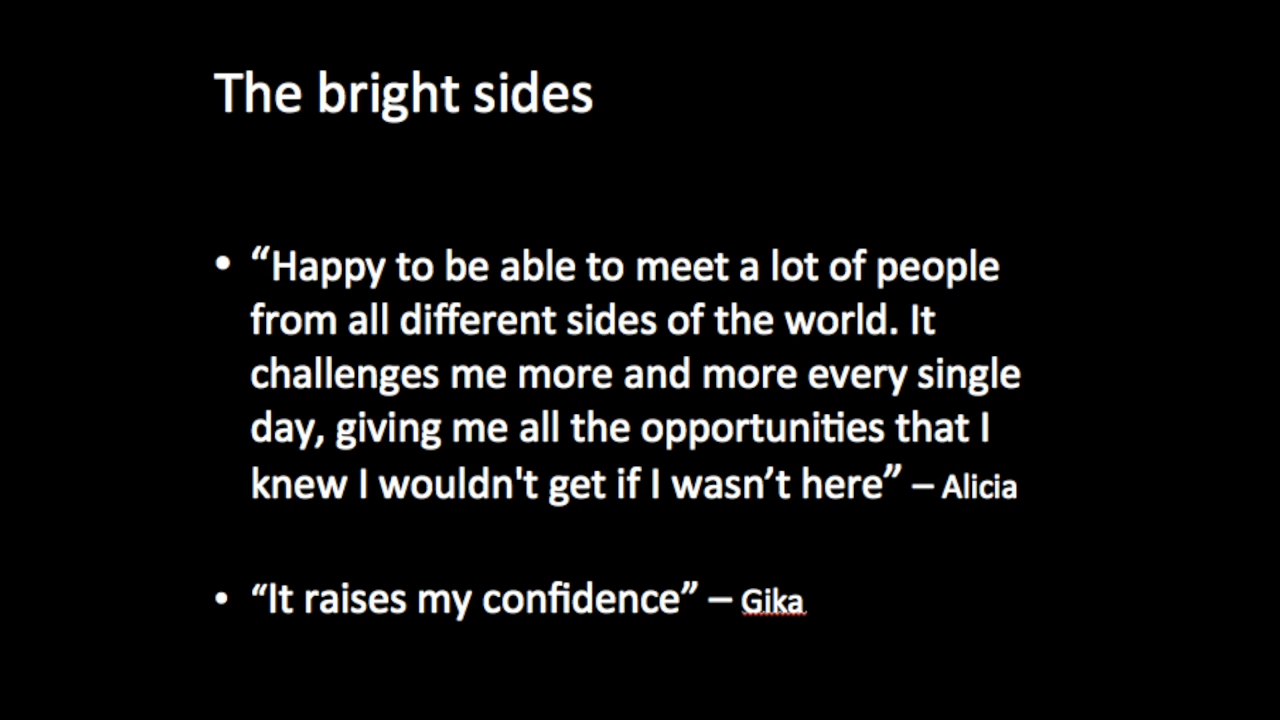 The bright sides
• “Happy to be able to meet a lot of people
from all different sides of the world. It
challenges me more and more every single
day, giving me all the opportunities that I
knew I wouldn't get if I wasn’t here” – Alicia
• “It raises my confidence” – Gika